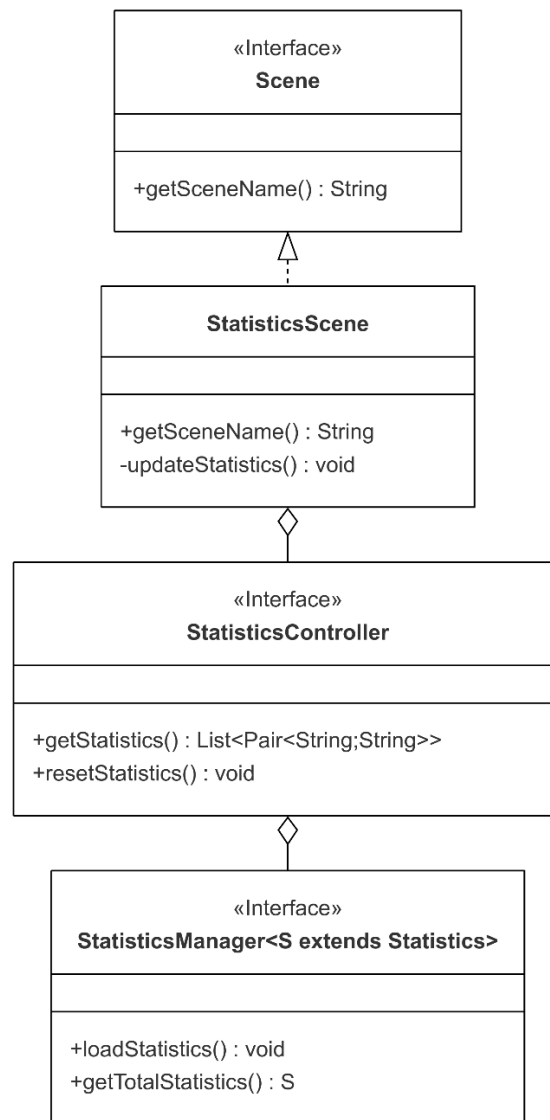 «Interface»
Scene
+getSceneName() : String
StatisticsScene
+getSceneName() : String
-updateStatistics() : void
«Interface»
StatisticsController
+getStatistics() : List<Pair<String;String>>
+resetStatistics() : void
«Interface»
StatisticsManager<S extends Statistics>
+loadStatistics() : void
+getTotalStatistics() : S